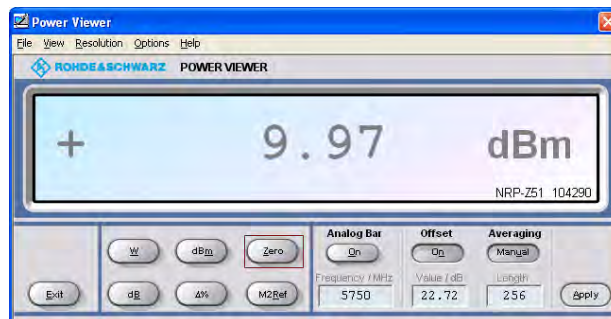 Power Viewer
File View Resolution Options Help
ROHDE&SCHWARZ POWER VIEWER
+ 9.97 dBm
NRP-Z51 104290
Analog Bar Offset Averaging
W dBm Zero On On Manual
Frequency / MHz Value / dB Length
Exit dB Δ% M2Ref 5750 22.72 256 Apply